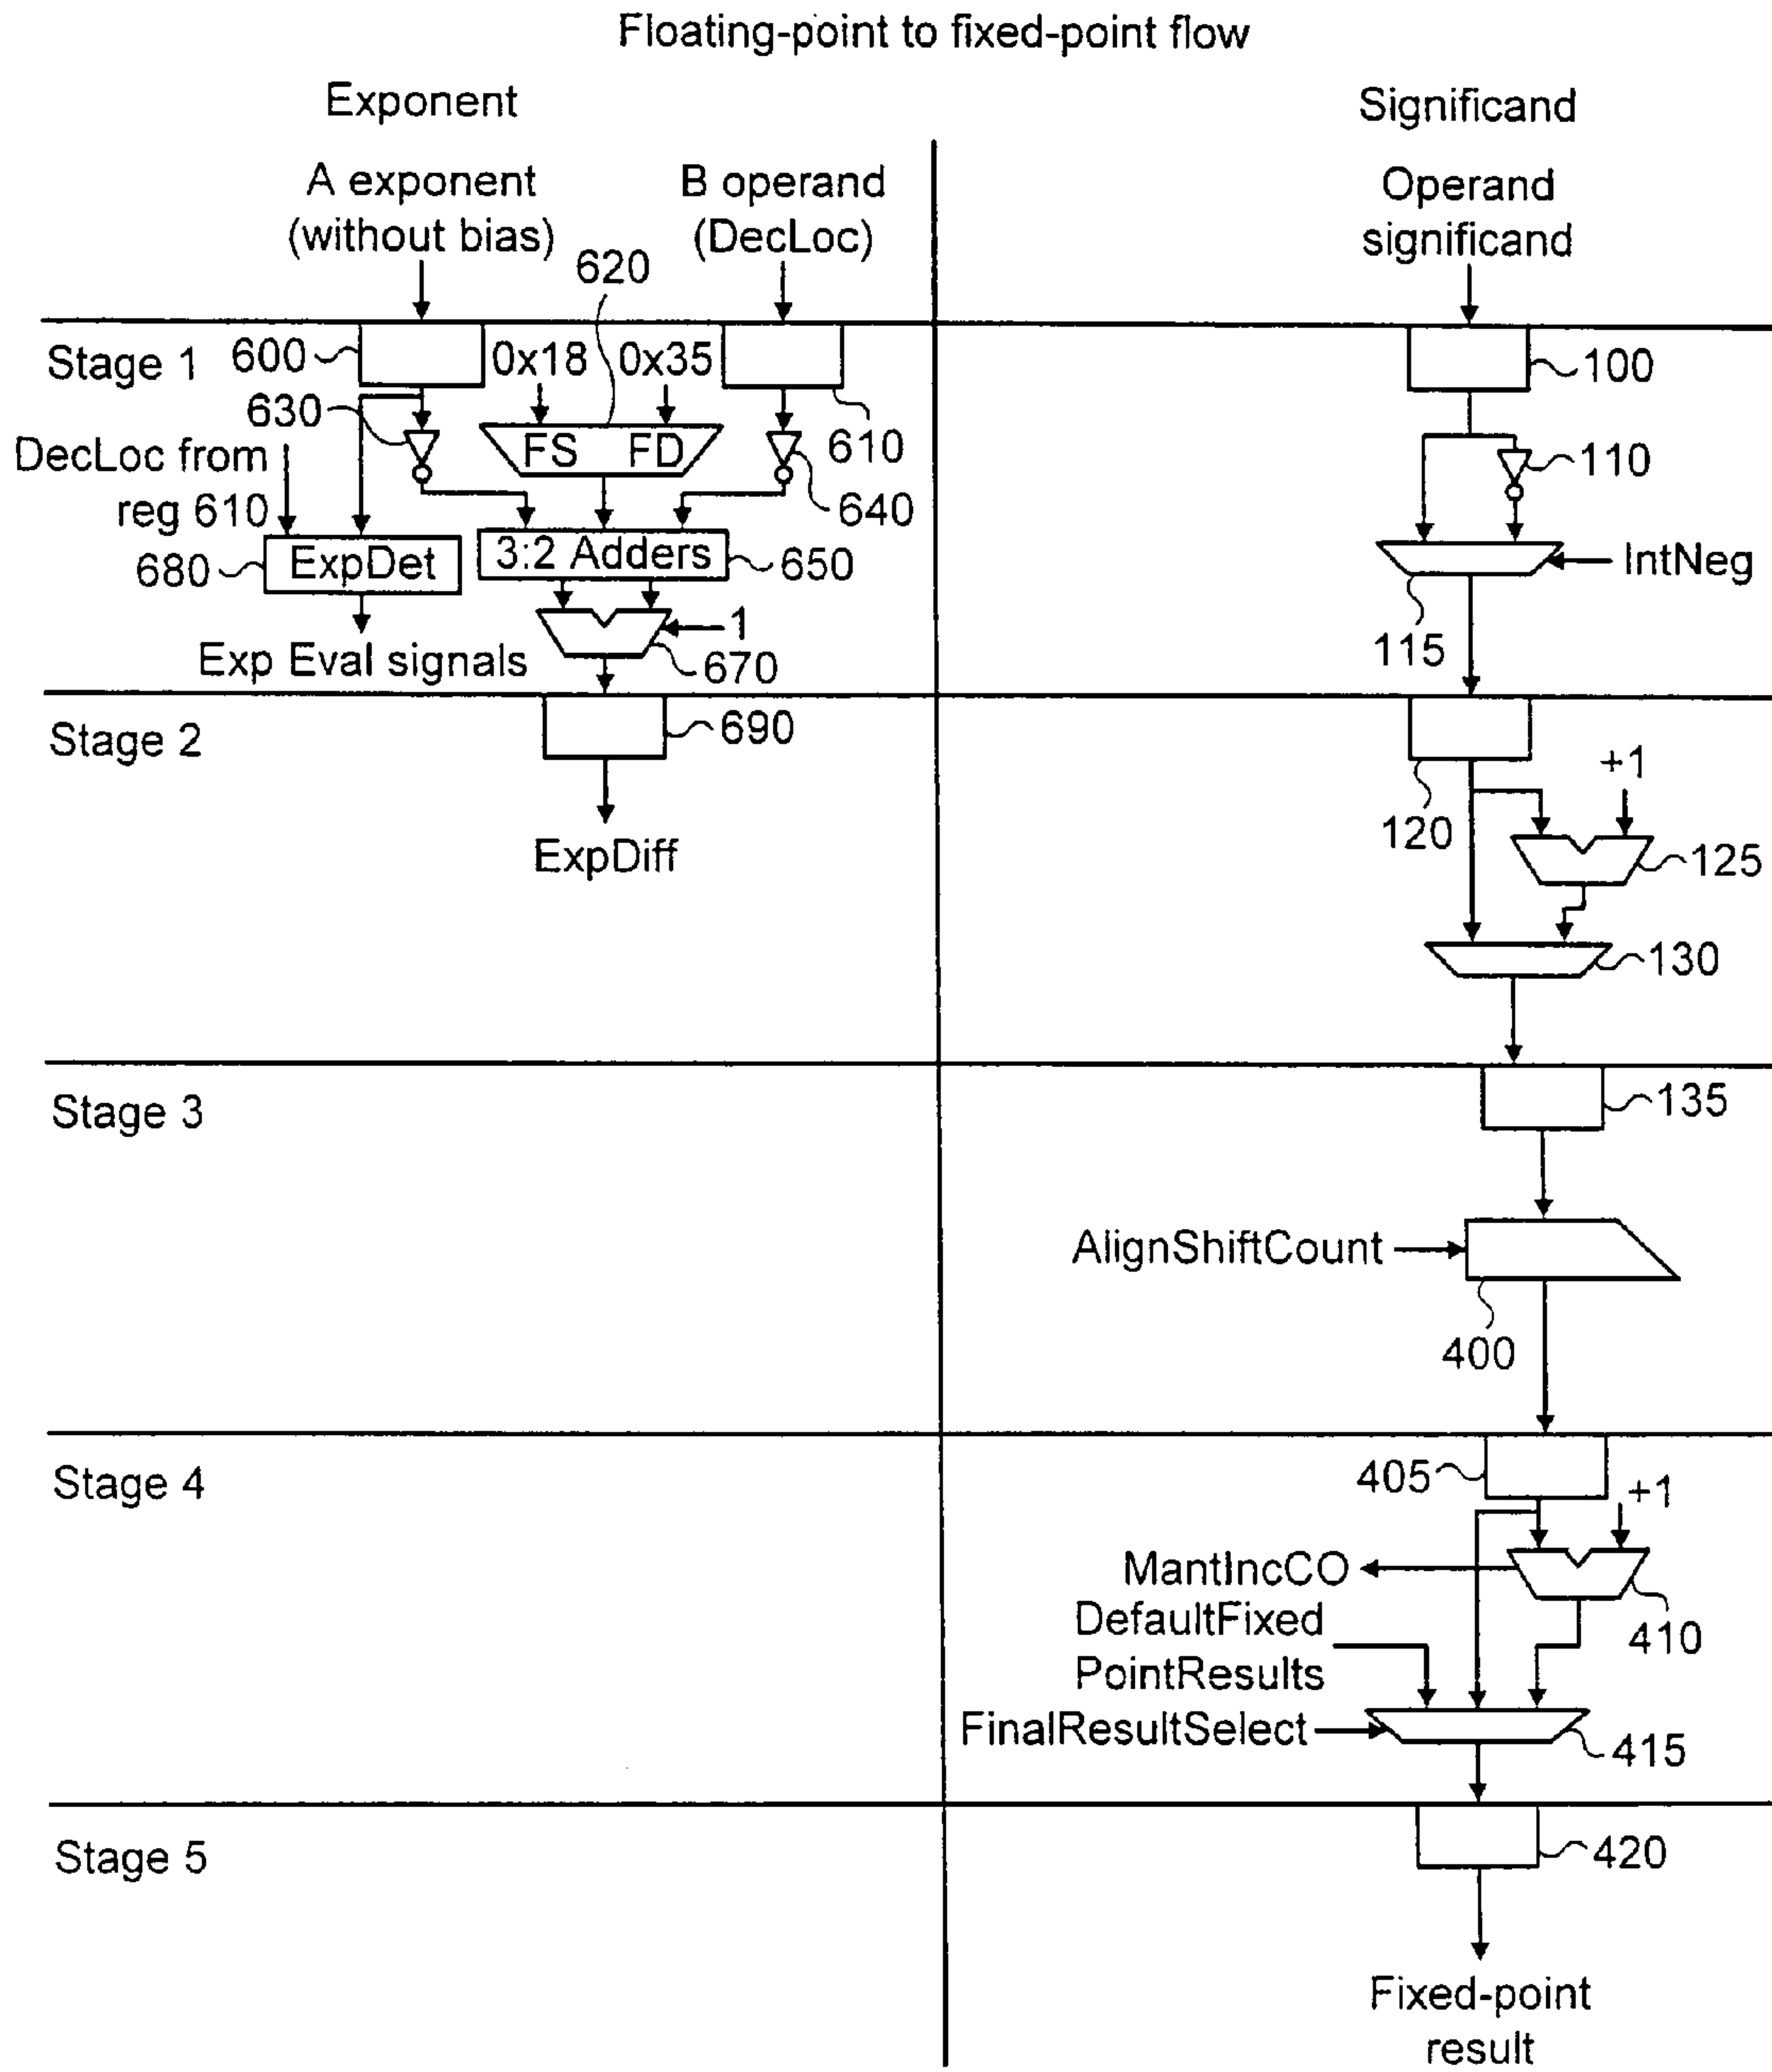 Floating-point to fixed-point flow
Exponent
Significand
A exponent
(without bias)
B operand
(DecLoc)
Operand
significand
620
Stage 1
600
0x18
0x35
100
630
610
FS
FD
110
DecLoc from
reg 610
640
680
ExpDet
3:2 Adders
650
IntNeg
1
115
Exp Eval signals
670
Stage 2
690
+1
120
125
ExpDiff
130
Stage 3
135
AlignShiftCount
400
Stage 4
405
+1
MantIncCO
DefaultFixed
PointResults
410
FinalResultSelect
415
Stage 5
420
Fixed-point
result